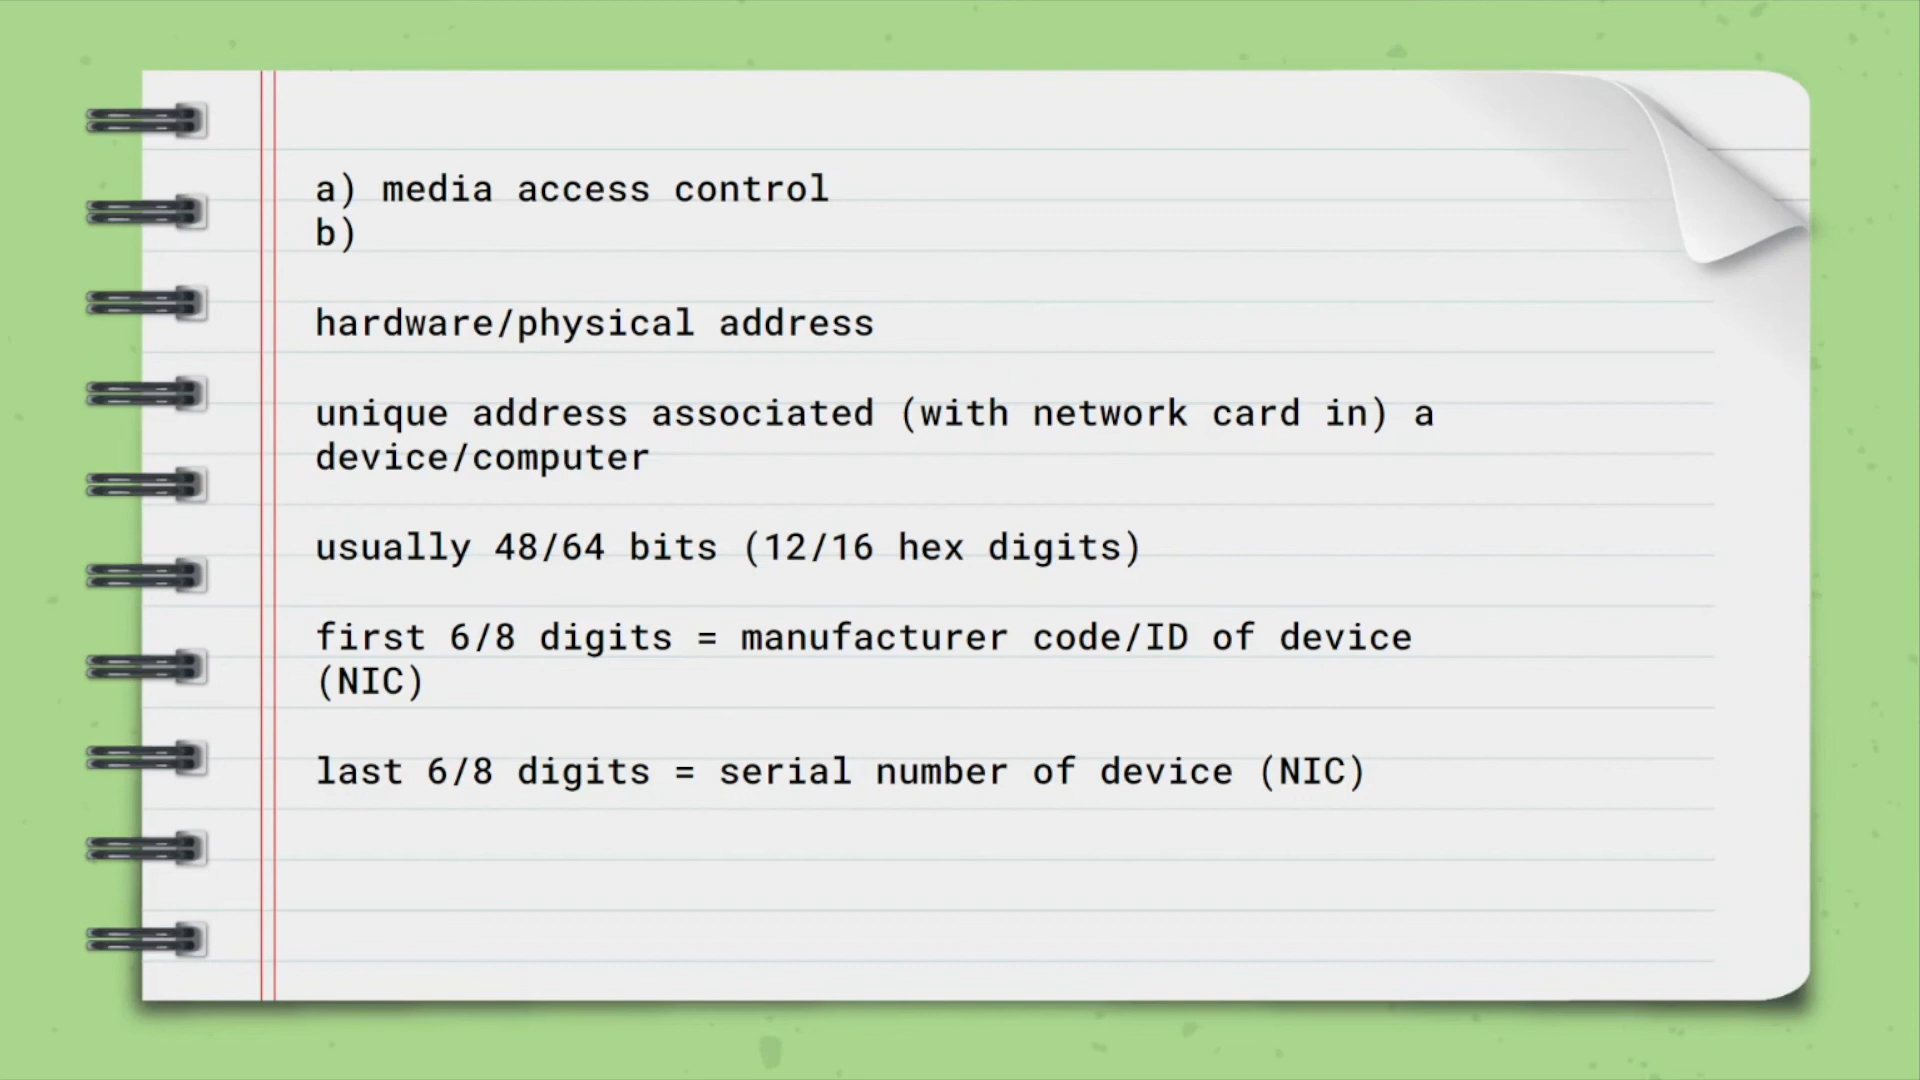 a) media access control
b)
hardware/physical address
unique address associated (with network card in) a
device/computer
usually 48/64 bits (12/16 hex digits)
first 6/8 digits = manufacturer code/ID of device
(NIC)
last 6/8 digits = serial number of device (NIC)